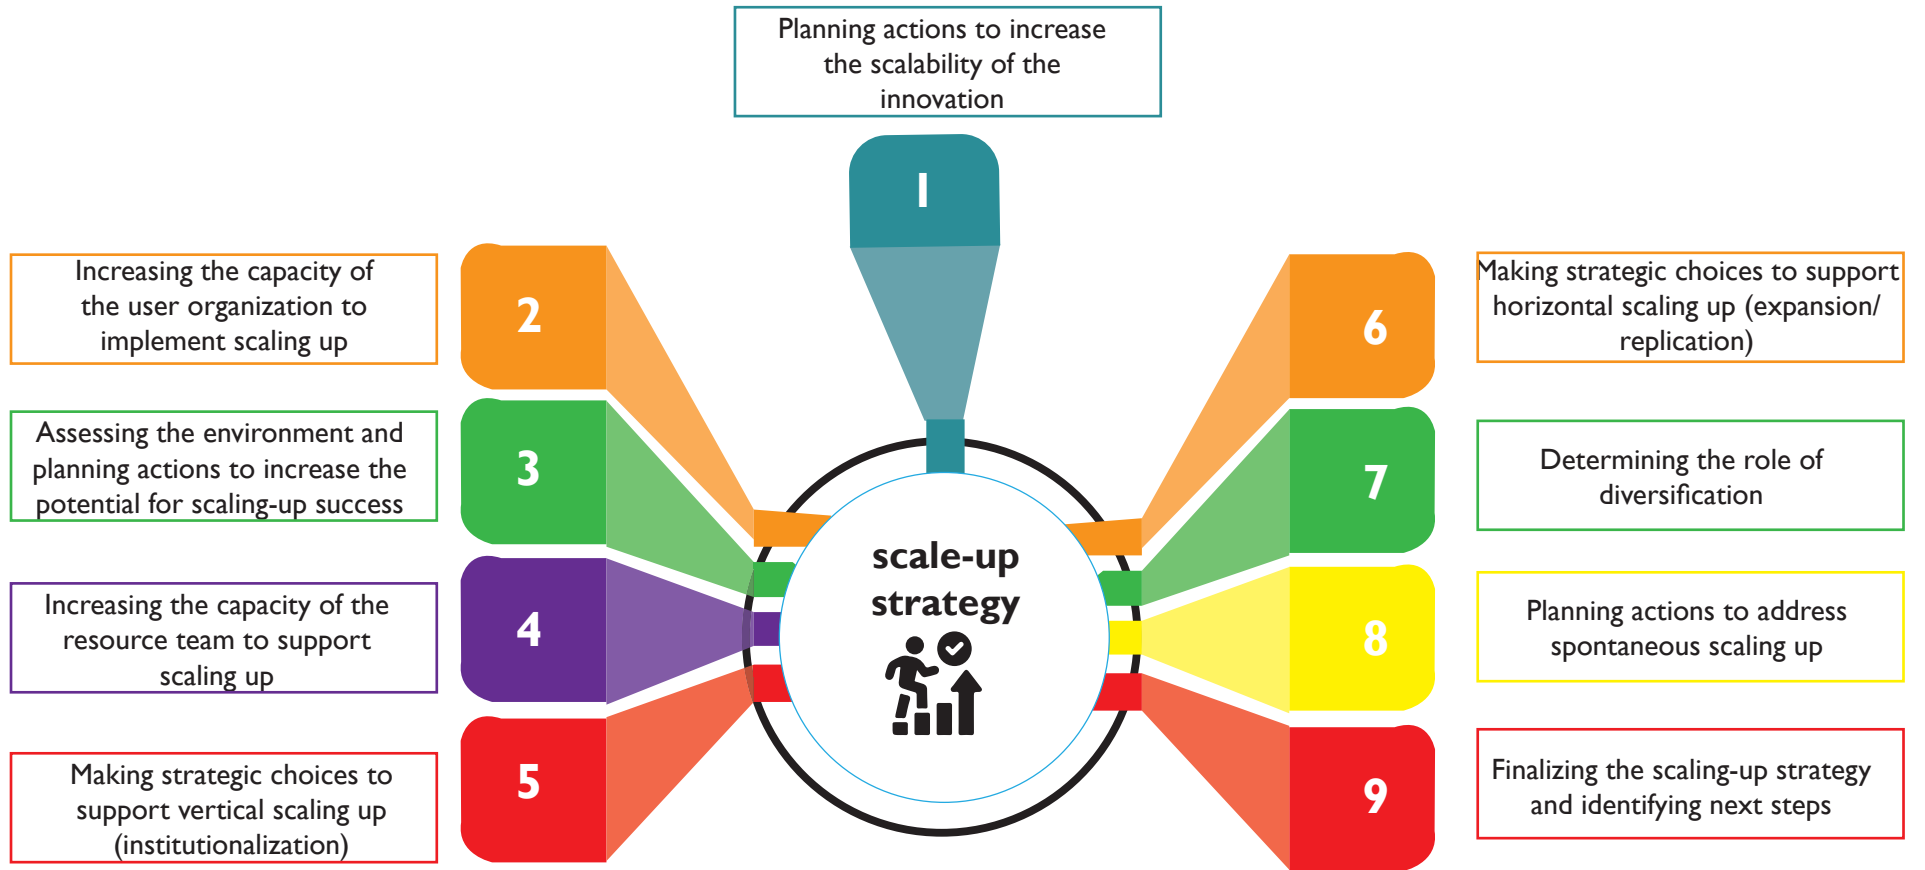 Planning actions to increase
the scalability of the
innovation
1
Increasing the capacity of
the user organization to
implement scaling up
2
Assessing the environment and
planning actions to increase the
potential for scaling-up success
3
Increasing the capacity of the
resource team to support
scaling up
4
Making strategic choices to
support vertical scaling up
(institutionalization)
5
scale-up
strategy
6
Making strategic choices to support
horizontal scaling up (expansion/
replication)
7
Determining the role of
diversification
8
Planning actions to address
spontaneous scaling up
9
Finalizing the scaling-up strategy
and identifying next steps